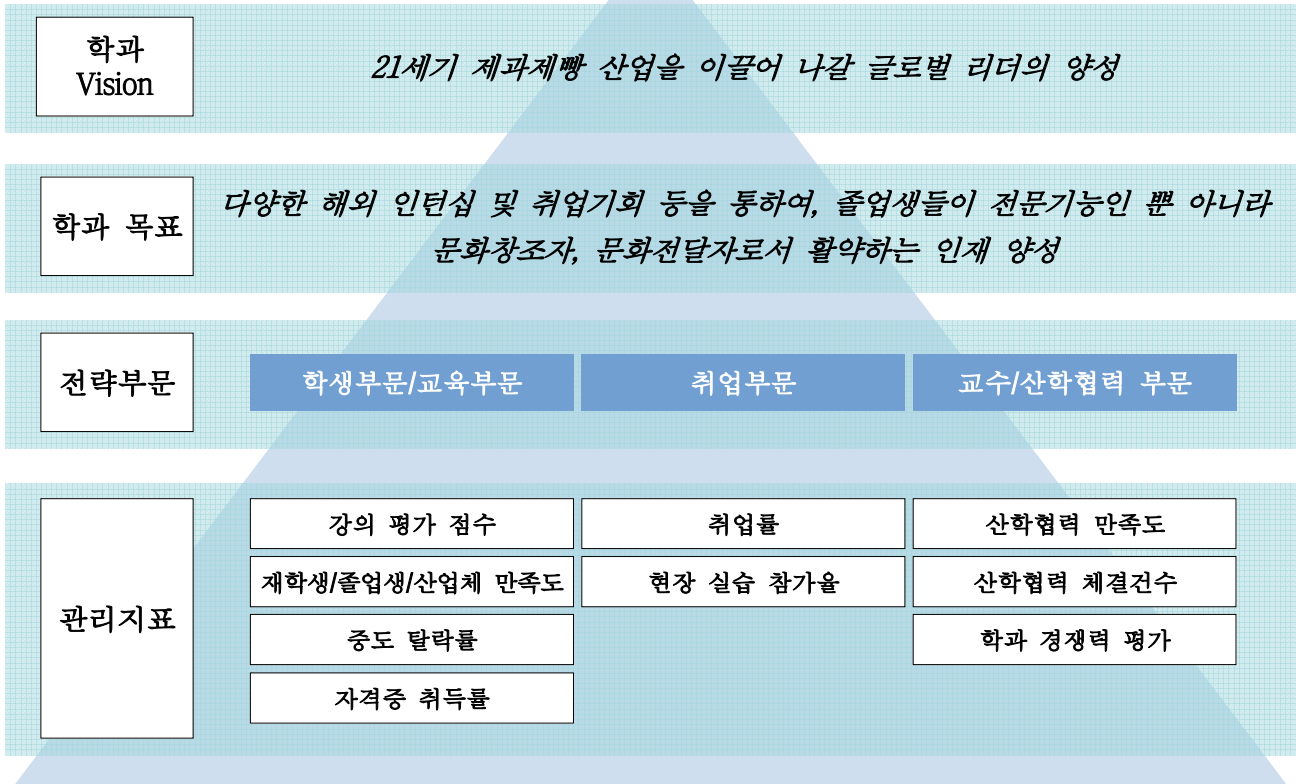 학과
Vision
21세기 제과제빵 산업을 이끌어 나갈 글로벌 리더의 양성
학과 목표
다양한 해외 인턴십 및 취업기회 등을 통하여, 졸업생들이 전문기능인 뿐 아니라
문화창조자, 문화전달자로서 활약하는 인재 양성
전략부문
학생부문/교육부문
취업부문
교수/산학협력 부문
관리지표
강의 평가 점수
취업률
산학협력 만족도
재학생/졸업생/산업체 만족도
현장 실습 참가율
산학협력 체결건수
중도 탈락률
학과 경쟁력 평가
자격증 취득률